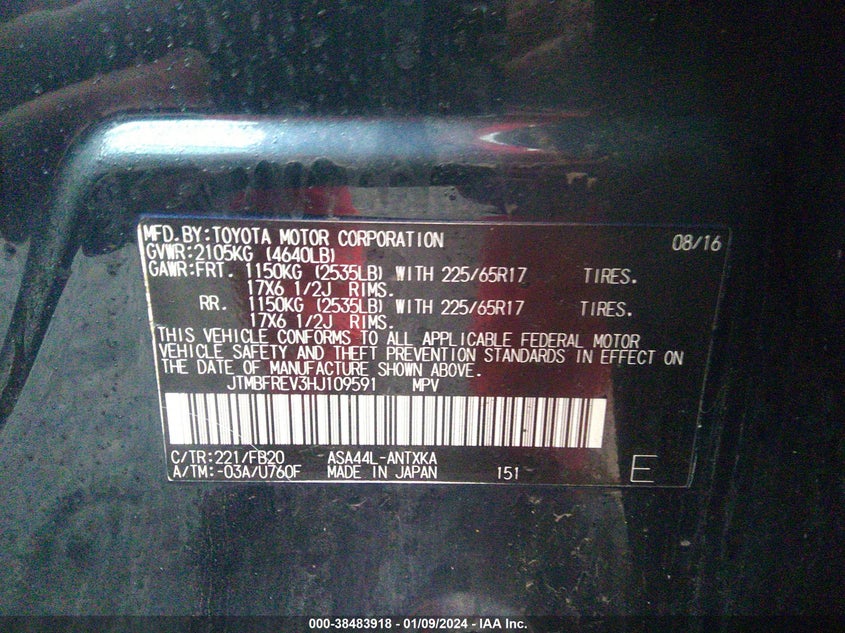 MFD.BY:TOYOTA MOTOR CORPORATION 08/16
GVWR:2105KG (4640LB)
GAWR:FRT. 1150KG (2535LB) WITH 225/65R17 TIRES.
17X6 1/2J RIMS.
RR. 1150KG (2535LB) WITH 225/65R17 TIRES.
17X6 1/2J RIMS.
THIS VEHICLE CONFORMS TO ALL APPLICABLE FEDERAL MOTOR
VEHICLE SAFETY AND THEFT PREVENTION STANDARDS IN EFFECT ON
THE DATE OF MANUFACTURE SHOWN ABOVE.
JTMBFREV3HJ109591 MPV
C/TR:221/FB20 ASA44L-ANTXKA
A/TM:-03A/U760F MADE IN JAPAN 151 E
000-38483918 - 01/09/2024 - IAA Inc.